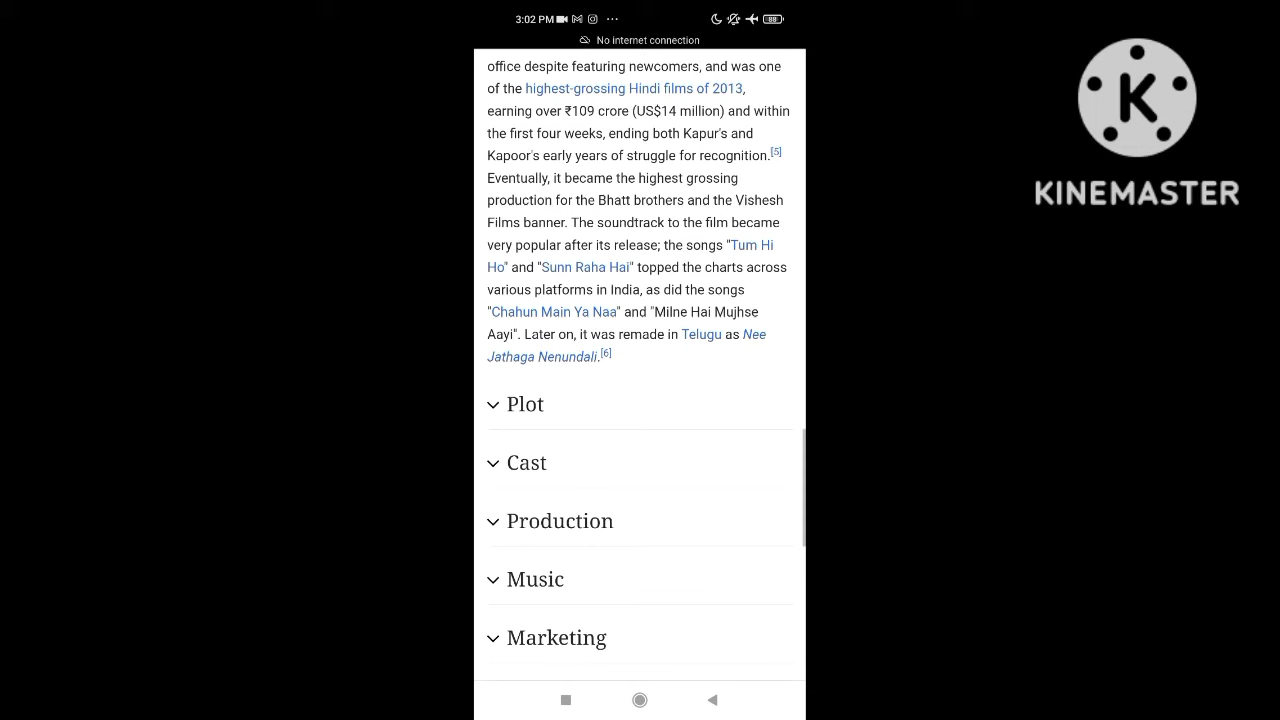 3:02 PM
88
No internet connection
office despite featuring newcomers, and was one
of the highest-grossing Hindi films of 2013,
earning over ₹109 crore (US$14 million) and within
the first four weeks, ending both Kapur's and
Kapoor's early years of struggle for recognition.[5]
Eventually, it became the highest grossing
production for the Bhatt brothers and the Vishesh
Films banner. The soundtrack to the film became
very popular after its release; the songs "Tum Hi
Ho" and "Sunn Raha Hai" topped the charts across
various platforms in India, as did the songs
"Chahun Main Ya Naa" and "Milne Hai Mujhse
Aayi". Later on, it was remade in Telugu as Nee
Jathaga Nenundali.[6]
Plot
Cast
Production
Music
Marketing
K
KINEMASTER